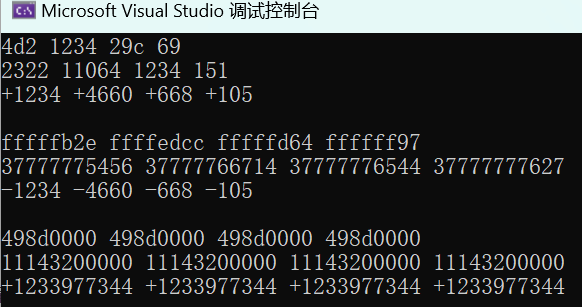 Microsoft Visual Studio 调试控制台
4d2 1234 29c 69
2322 11064 1234 151
+1234 +4660 +668 +105
fffffb2e ffffedcc fffffd64 ffffff97
37777775456 37777766714 37777776544 37777777627
-1234 -4660 -668 -105
498d0000 498d0000 498d0000 498d0000
11143200000 11143200000 11143200000 11143200000
+1233977344 +1233977344 +1233977344 +1233977344